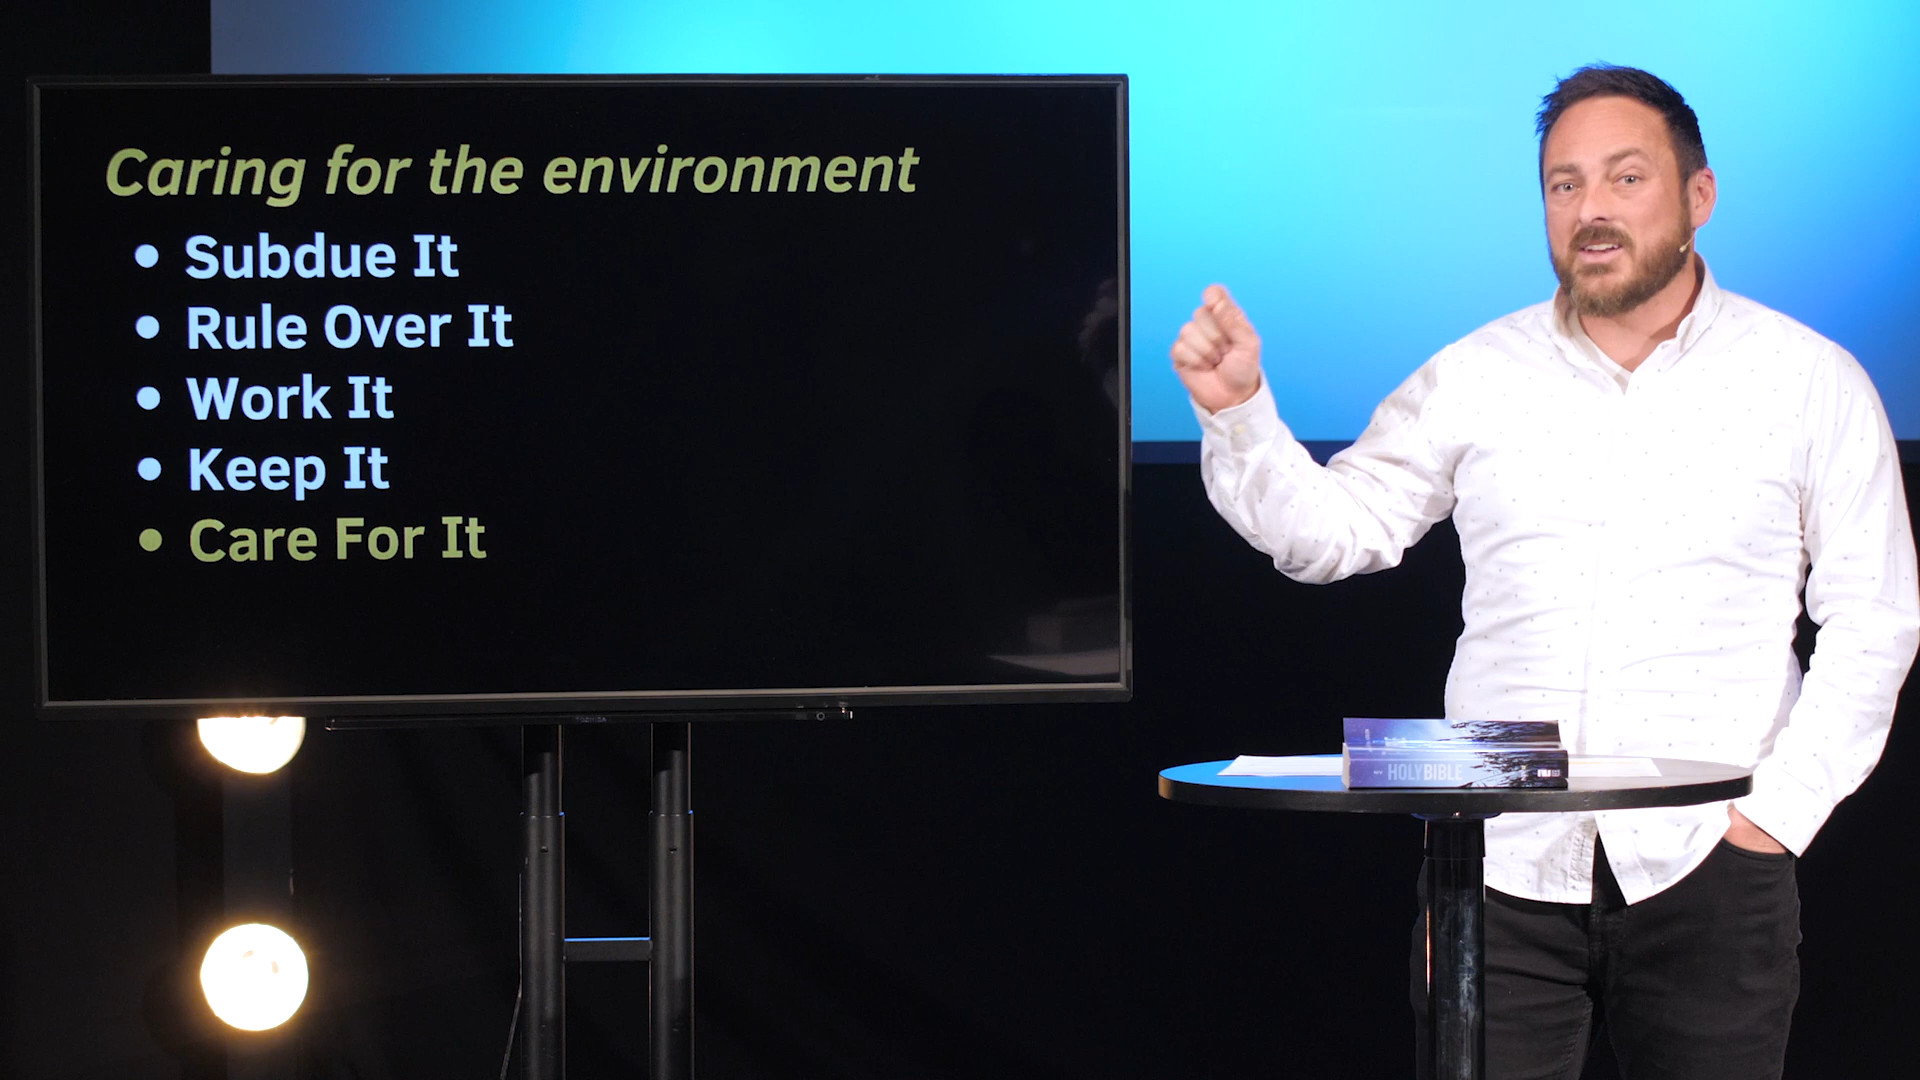 Caring for the environment
• Subdue It
• Rule Over It
• Work It
• Keep It
• Care For It
HOLY BIBLE